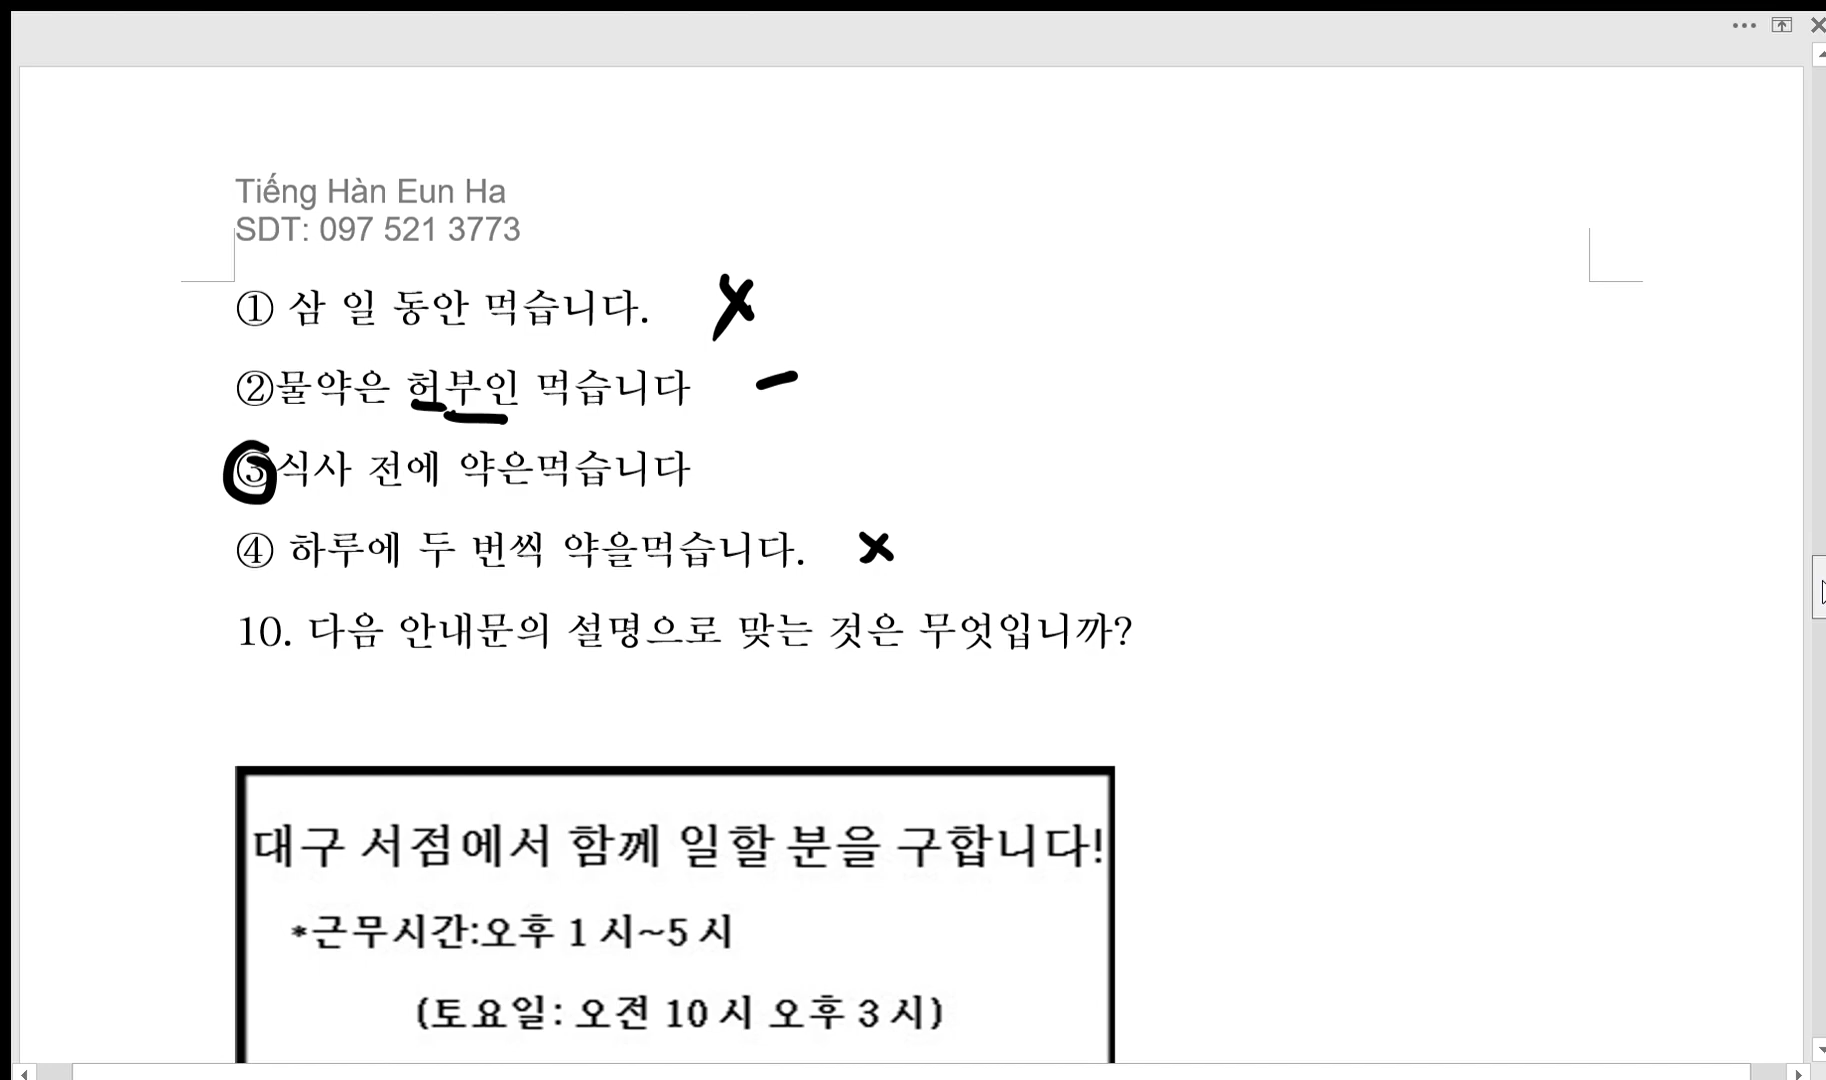 Tiếng Hàn Eun Ha
SDT: 097 521 3773
① 삼 일 동안 먹습니다.
②물약은 허부인 먹습니다
③식사 전에 약은먹습니다
④ 하루에 두 번씩 약을먹습니다.
10. 다음 안내문의 설명으로 맞는 것은 무엇입니까?
대구 서점에서 함께 일할 분을 구합니다!
*근무시간:오후 1 시~5 시
(토요일: 오전 10 시 오후 3 시)